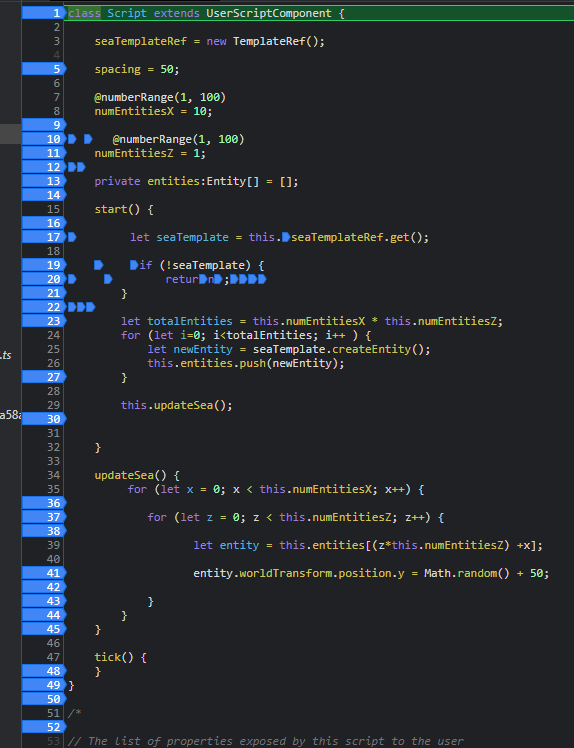 1 class Script extends UserScriptComponent {
2
3 seaTemplateRef = new TemplateRef();
4
5 spacing = 50;
6
7 @numberRange(1, 100)
8 numEntitiesX = 10;
9
10 @numberRange(1, 100)
11 numEntitiesZ = 1;
12
13 private entities:Entity[] = [];
14
15 start() {
16
17 let seaTemplate = this.seaTemplateRef.get();
18
19 if (!seaTemplate) {
20 return;
21 }
22
23 let totalEntities = this.numEntitiesX * this.numEntitiesZ;
24 for (let i=0; i<totalEntities; i++ ) {
25 let newEntity = seaTemplate.createEntity();
.ts
26 this.entities.push(newEntity);
27 }
28
29 this.updateSea();
a58a
30
31
32 }
33
34 updateSea() {
35 for (let x = 0; x < this.numEntitiesX; x++) {
36
37 for (let z = 0; z < this.numEntitiesZ; z++) {
38
39 let entity = this.entities[(z*this.numEntitiesZ) +x];
40
41 entity.worldTransform.position.y = Math.random() + 50;
42
43 }
44 }
45 }
46
47 tick() {
48 }
49 }
50
51 /*
52
53 // The list of properties exposed by this script to the user